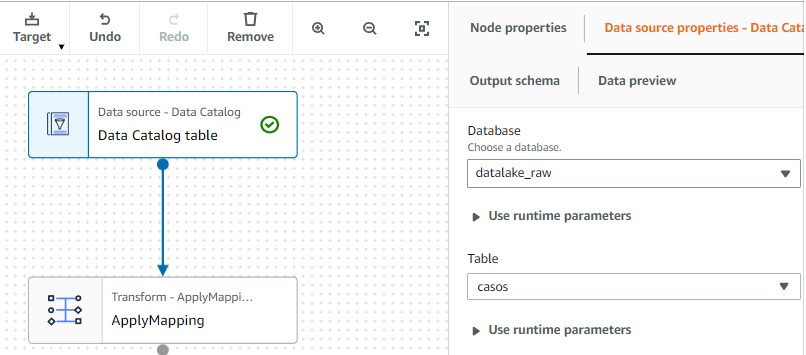 Target
Undo
Redo
Remove
Node properties
Data source properties - Data Cata
Output schema
Data preview
Data source - Data Catalog
Data Catalog table
Transform - ApplyMappi...
ApplyMapping
Database
Choose a database.
datalake_raw
Use runtime parameters
Table
casos
Use runtime parameters